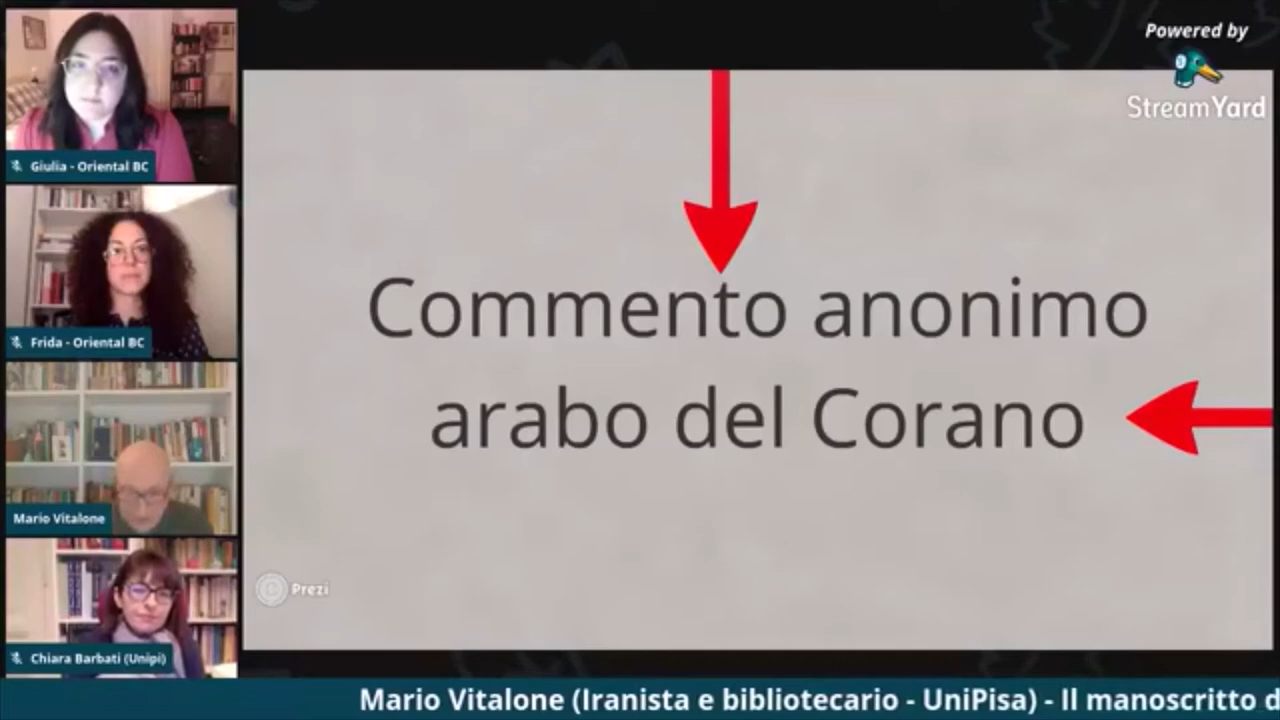 Giulia - Oriental BC
Frida - Oriental BC
Mario Vitalone
Chiara Barbati (Unipi)
Powered by
StreamYard
Commento anonimo
arabo del Corano
Prezi
Mario Vitalone (Iranista e bibliotecario - UniPisa) - Il manoscritto d